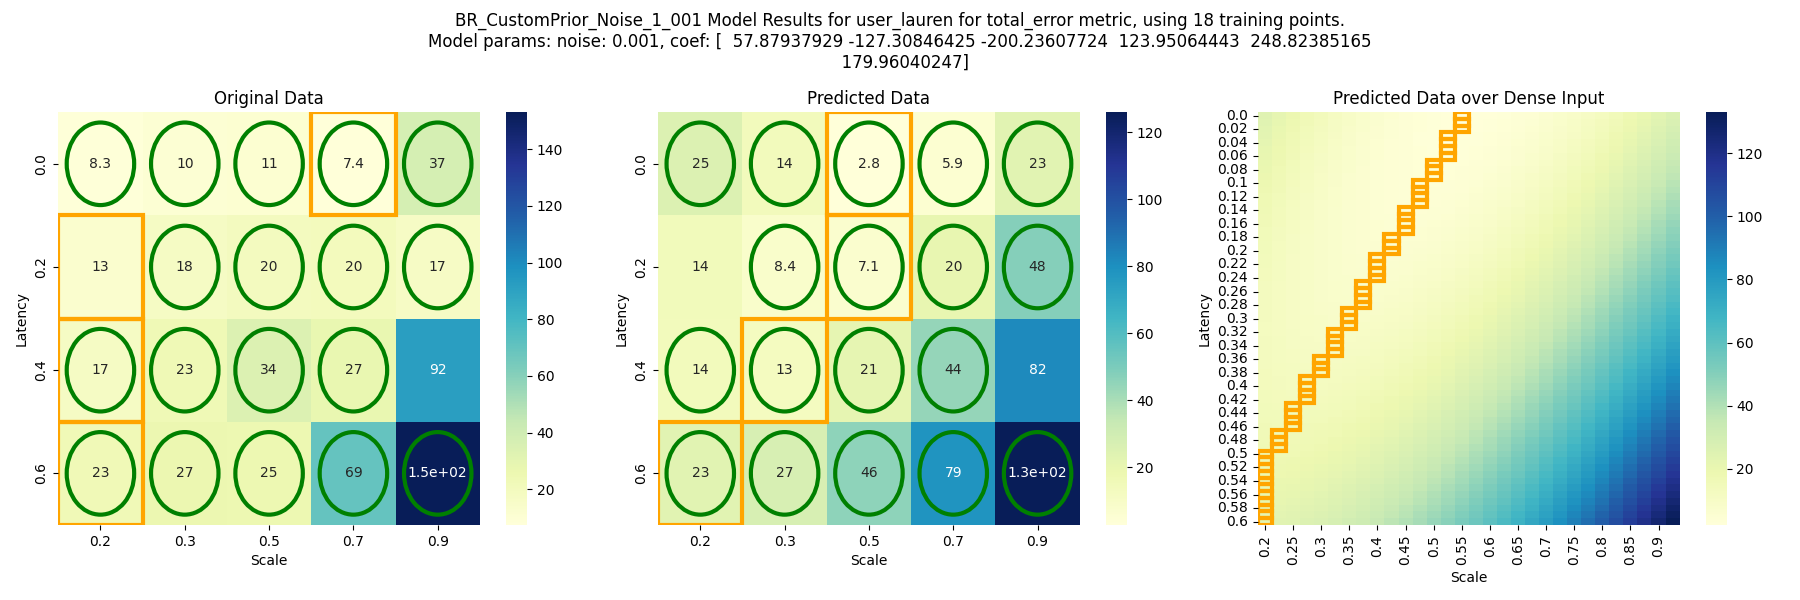 BR_CustomPrior_Noise_1_001 Model Results for user_lauren for total_error metric, using 18 training points.
Model params: noise: 0.001, coef: [  57.87937929 -127.30846425 -200.23607724  123.95064443  248.82385165
179.96040247]
Original Data
0.0 8.3 10 11 7.4 37
0.2 13 18 20 20 17
0.4 17 23 34 27 92
0.6 23 27 25 69 1.5e+02
0.2 0.3 0.5 0.7 0.9
Scale
Latency
140
120
100
80
60
40
20
Predicted Data
0.0 25 14 2.8 5.9 23
0.2 14 8.4 7.1 20 48
0.4 14 13 21 44 82
0.6 23 27 46 79 1.3e+02
0.2 0.3 0.5 0.7 0.9
Scale
Latency
120
100
80
60
40
20
Predicted Data over Dense Input
0.0
0.02
0.04
0.06
0.08
0.1
0.12
0.14
0.16
0.18
0.2
0.22
0.24
0.26
0.28
0.3
0.32
0.34
0.36
0.38
0.4
0.42
0.44
0.46
0.48
0.5
0.52
0.54
0.56
0.58
0.6
0.2 0.25 0.3 0.35 0.4 0.45 0.5 0.55 0.6 0.65 0.7 0.75 0.8 0.85 0.9
Scale
Latency
120
100
80
60
40
20